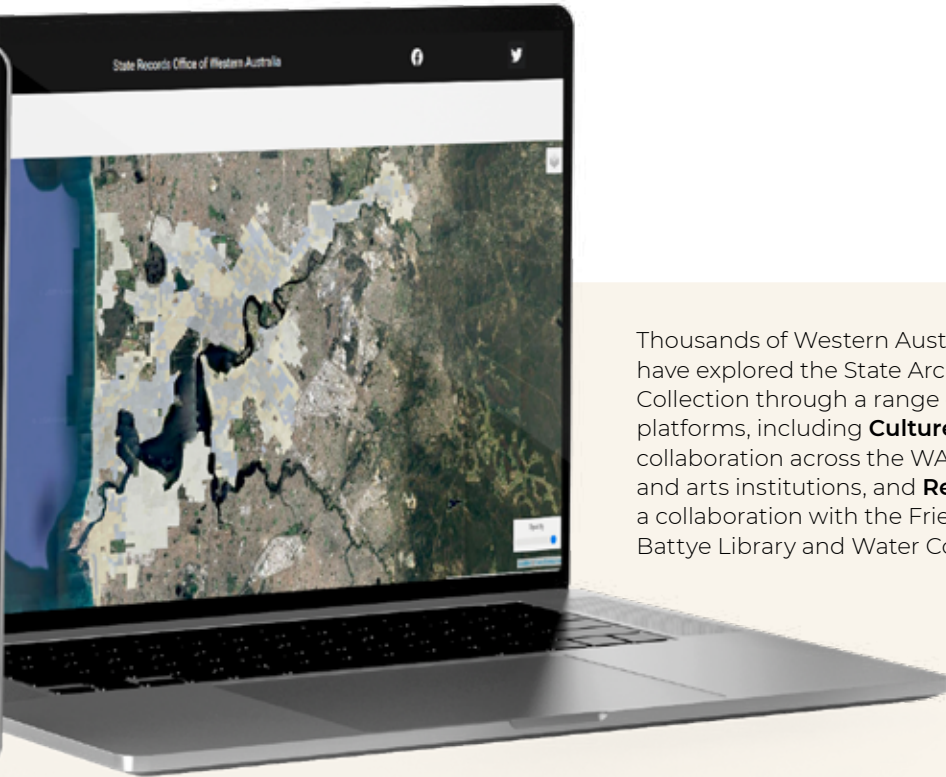 State Records Office of Western Australia
Thousands of Western Aust
have explored the State Arc
Collection through a range
platforms, including Culture
collaboration across the WA
and arts institutions, and Re
a collaboration with the Frie
Battye Library and Water Co